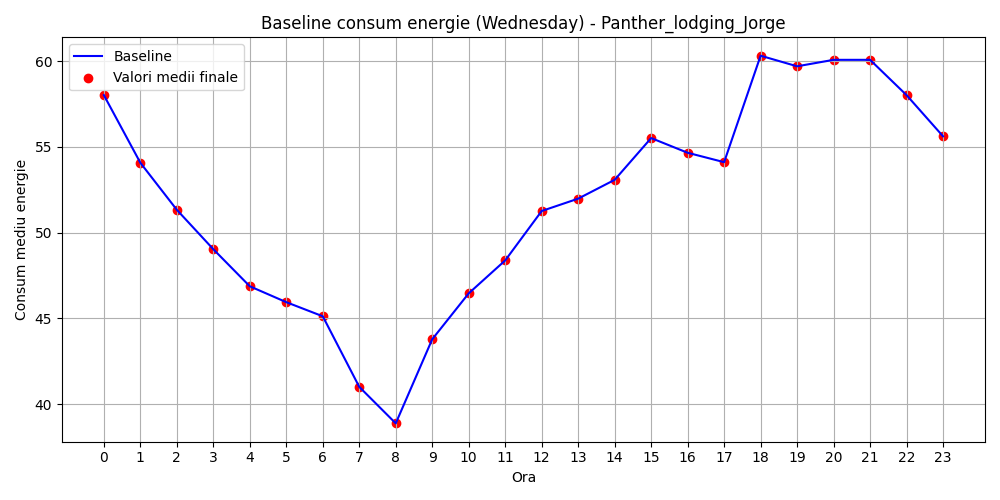 Baseline consum energie (Wednesday) - Panther_lodging_Jorge
Baseline
Valori medii finale
60
55
50
45
40
Consum mediu energie
0 1 2 3 4 5 6 7 8 9 10 11 12 13 14 15 16 17 18 19 20 21 22 23
Ora